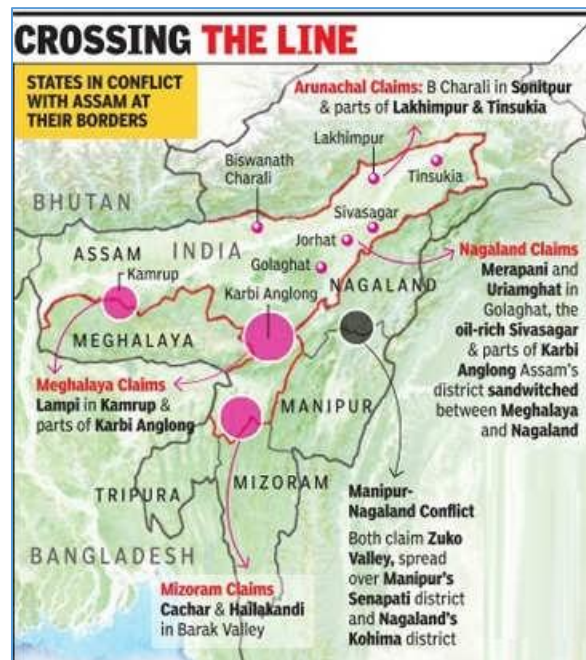 CROSSING THE LINE
STATES IN CONFLICT
WITH ASSAM AT
THEIR BORDERS
Arunachal Claims: B Charali in Sonitpur
& parts of Lakhimpur & Tinsukia
Lakhimpur
Biswanath
Charali
Tinsukia
BHUTAN
Sivasagar
ASSAM
INDIA
Jorhat
Golaghat
Kamrup
Karbi Anglong
NAGALAND
Nagaland Claims
Merapani and
Uriamghat in
Golaghat, the
oil-rich Sivasagar
& parts of Karbi
Anglong Assam's
district sandwitched
between Meghalaya
and Nagaland
MEGHALAYA
Meghalaya Claims
Lampi in Kamrup &
parts of Karbi Anglong
MANIPUR
TRIPURA
MIZORAM
BANGLADESH
Manipur-
Nagaland Conflict
Both claim Zuko
Valley, spread
over Manipur's
Senapati district
and Nagaland's
Kohima district
Mizoram Claims
Cachar & Hailakandi
in Barak Valley